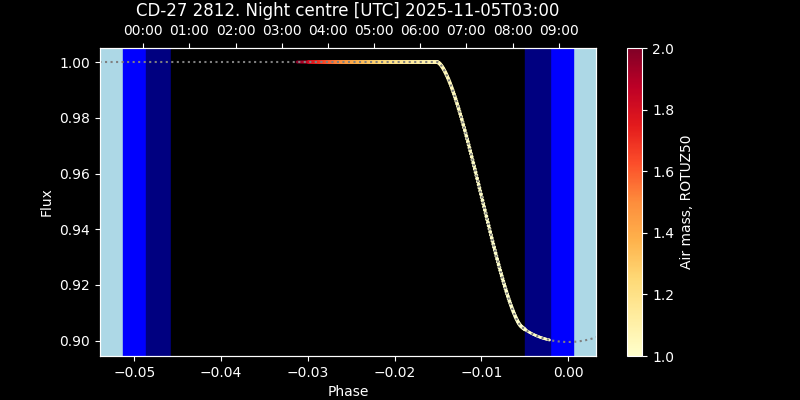 CD-27 2812. Night centre [UTC] 2025-11-05T03:00
00:00 01:00 02:00 03:00 04:00 05:00 06:00 07:00 08:00 09:00
1.00
0.98
0.96
0.94
0.92
0.90
Flux
−0.05 −0.04 −0.03 −0.02 −0.01 0.00
Phase
2.0
1.8
1.6
1.4
1.2
1.0
Air mass, ROTUZ50